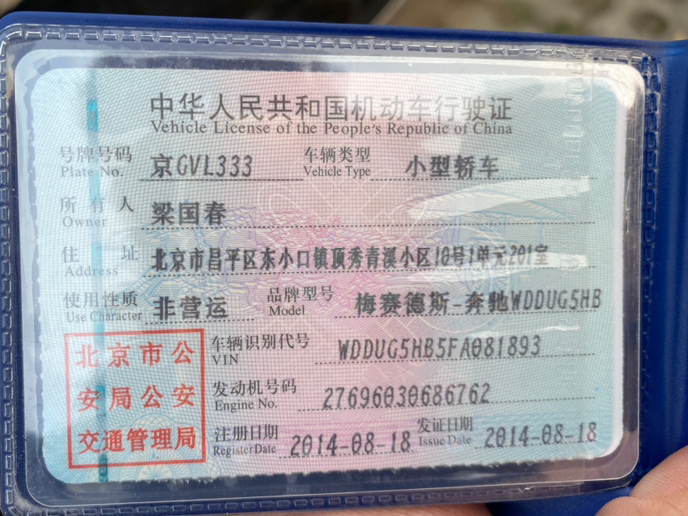 中华人民共和国机动车行驶证
Vehicle License of the People's Republic of China
号牌号码 京GVL333 车辆类型 小型轿车
Plate No. Vehicle Type
所有人 梁国春
Owner
住址 北京市昌平区东小口镇顶秀青溪小区10号1单元201室
Address
使用性质 非营运 品牌型号 梅赛德斯-奔驰WDDUG5HB
Use Character Model
北京市公安局公安交通管理局
车辆识别代号 WDDUG5HB5FA081893
VIN
发动机号码 27696030686762
Engine No.
注册日期 2014-08-18 发证日期 2014-08-18
Register Date Issue Date